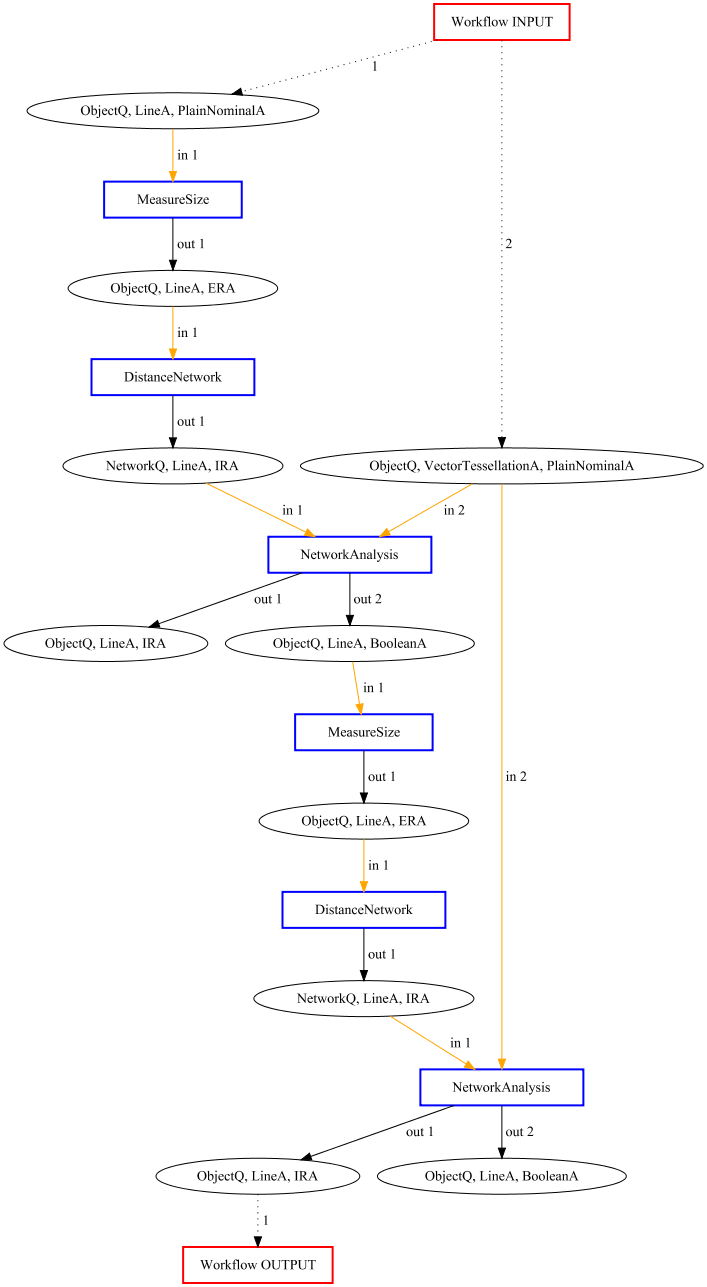 Workflow INPUT
1
ObjectQ, LineA, PlainNominalA
in 1
MeasureSize
out 1
2
ObjectQ, LineA, ERA
in 1
DistanceNetwork
out 1
NetworkQ, LineA, IRA
ObjectQ, VectorTessellationA, PlainNominalA
in 1
in 2
NetworkAnalysis
out 1
out 2
ObjectQ, LineA, IRA
ObjectQ, LineA, BooleanA
in 1
MeasureSize
out 1
in 2
ObjectQ, LineA, ERA
in 1
DistanceNetwork
out 1
NetworkQ, LineA, IRA
in 1
NetworkAnalysis
out 1
out 2
ObjectQ, LineA, IRA
ObjectQ, LineA, BooleanA
1
Workflow OUTPUT